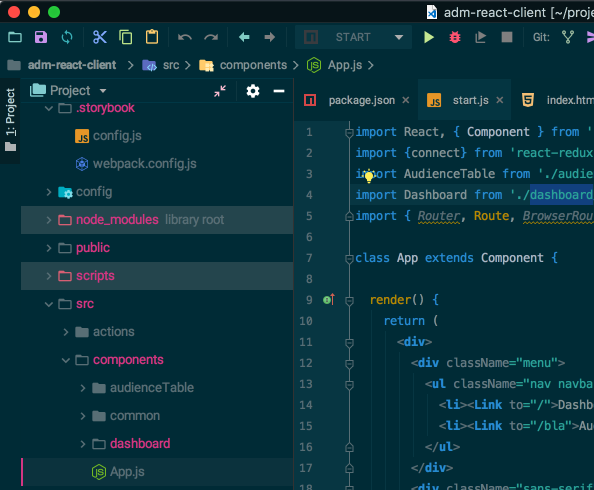 adm-react-client [~/proje
START
Git:
adm-react-client
src
components
App.js
1: Project
Project
package.json
start.js
index.htm
.storybook
config.js
webpack.config.js
config
node_modules library root
public
scripts
src
actions
components
audienceTable
common
dashboard
App.js
1 import React, { Component } from '
2 import {connect} from 'react-redux
3 import AudienceTable from './audie
4 import Dashboard from './dashboard
5 import { Router, Route, BrowserRou
6
7 class App extends Component {
8
9 render() {
10 return (
11 <div>
12 <div className="menu">
13 <ul className="nav navba
14 <li><Link to="/">Dashb
15 <li><Link to="/bla">Au
16 </ul>
17 </div>
18 <div className="sans-serif